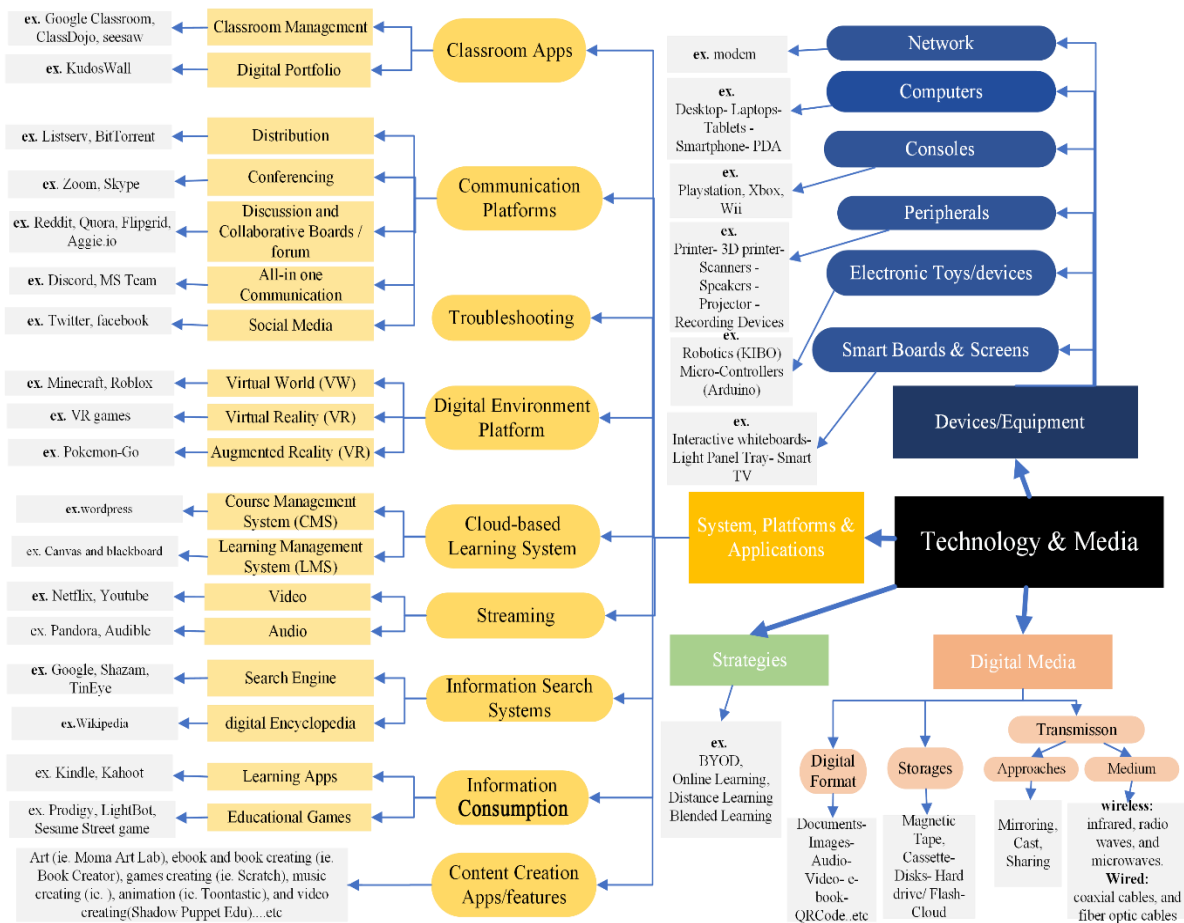 ex. Google Classroom,
ClassDojo, seesaw
Classroom Management
ex. KudosWall
Digital Portfolio
Classroom Apps
ex. Listserv, BitTorrent
Distribution
ex. Zoom, Skype
Conferencing
ex. Reddit, Quora, Flipgrid,
Aggie.io
Discussion and
Collaborative Boards /
forum
ex. Discord, MS Team
All-in one
Communication
ex. Twitter, facebook
Social Media
Communication
Platforms
Troubleshooting
ex. Minecraft, Roblox
Virtual World (VW)
ex. VR games
Virtual Reality (VR)
ex. Pokemon-Go
Augmented Reality (VR)
Digital Environment
Platform
ex.wordpress
Course Management
System (CMS)
ex. Canvas and blackboard
Learning Management
System (LMS)
Cloud-based
Learning System
ex. Netflix, Youtube
Video
ex. Pandora, Audible
Audio
Streaming
ex. Google, Shazam,
TinEye
Search Engine
ex.Wikipedia
digital Encyclopedia
Information Search
Systems
ex. Kindle, Kahoot
Learning Apps
ex. Prodigy, LightBot,
Sesame Street game
Educational Games
Information
Consumption
Art (ie. Moma Art Lab), ebook and book creating (ie.
Book Creator), games creating (ie. Scratch), music
creating (ie. ), animation (ie. Toontastic), and video
creating(Shadow Puppet Edu)....etc
Content Creation
Apps/features
ex. modem
Network
ex.
Desktop- Laptops-
Tablets -
Smartphone- PDA
Computers
Consoles
ex.
Playstation, Xbox,
Wii
Peripherals
ex.
Printer- 3D printer-
Scanners -
Speakers -
Projector -
Recording Devices
Electronic Toys/devices
ex.
Robotics (KIBO)
Micro-Controllers
(Arduino)
Smart Boards & Screens
ex.
Interactive whiteboards-
Light Panel Tray- Smart
TV
Devices/Equipment
System, Platforms &
Applications
Technology & Media
Strategies
ex.
BYOD,
Online Learning,
Distance Learning
Blended Learning
Digital Media
Digital
Format
Documents-
Images-
Audio-
Video- e-
book-
QRCode..etc
Storages
Magnetic
Tape,
Cassette-
Disks- Hard
drive/ Flash-
Cloud
Transmisson
Approaches
Mirroring,
Cast,
Sharing
Medium
wireless:
infrared, radio
waves, and
microwaves.
Wired:
coaxial cables, and
fiber optic cables